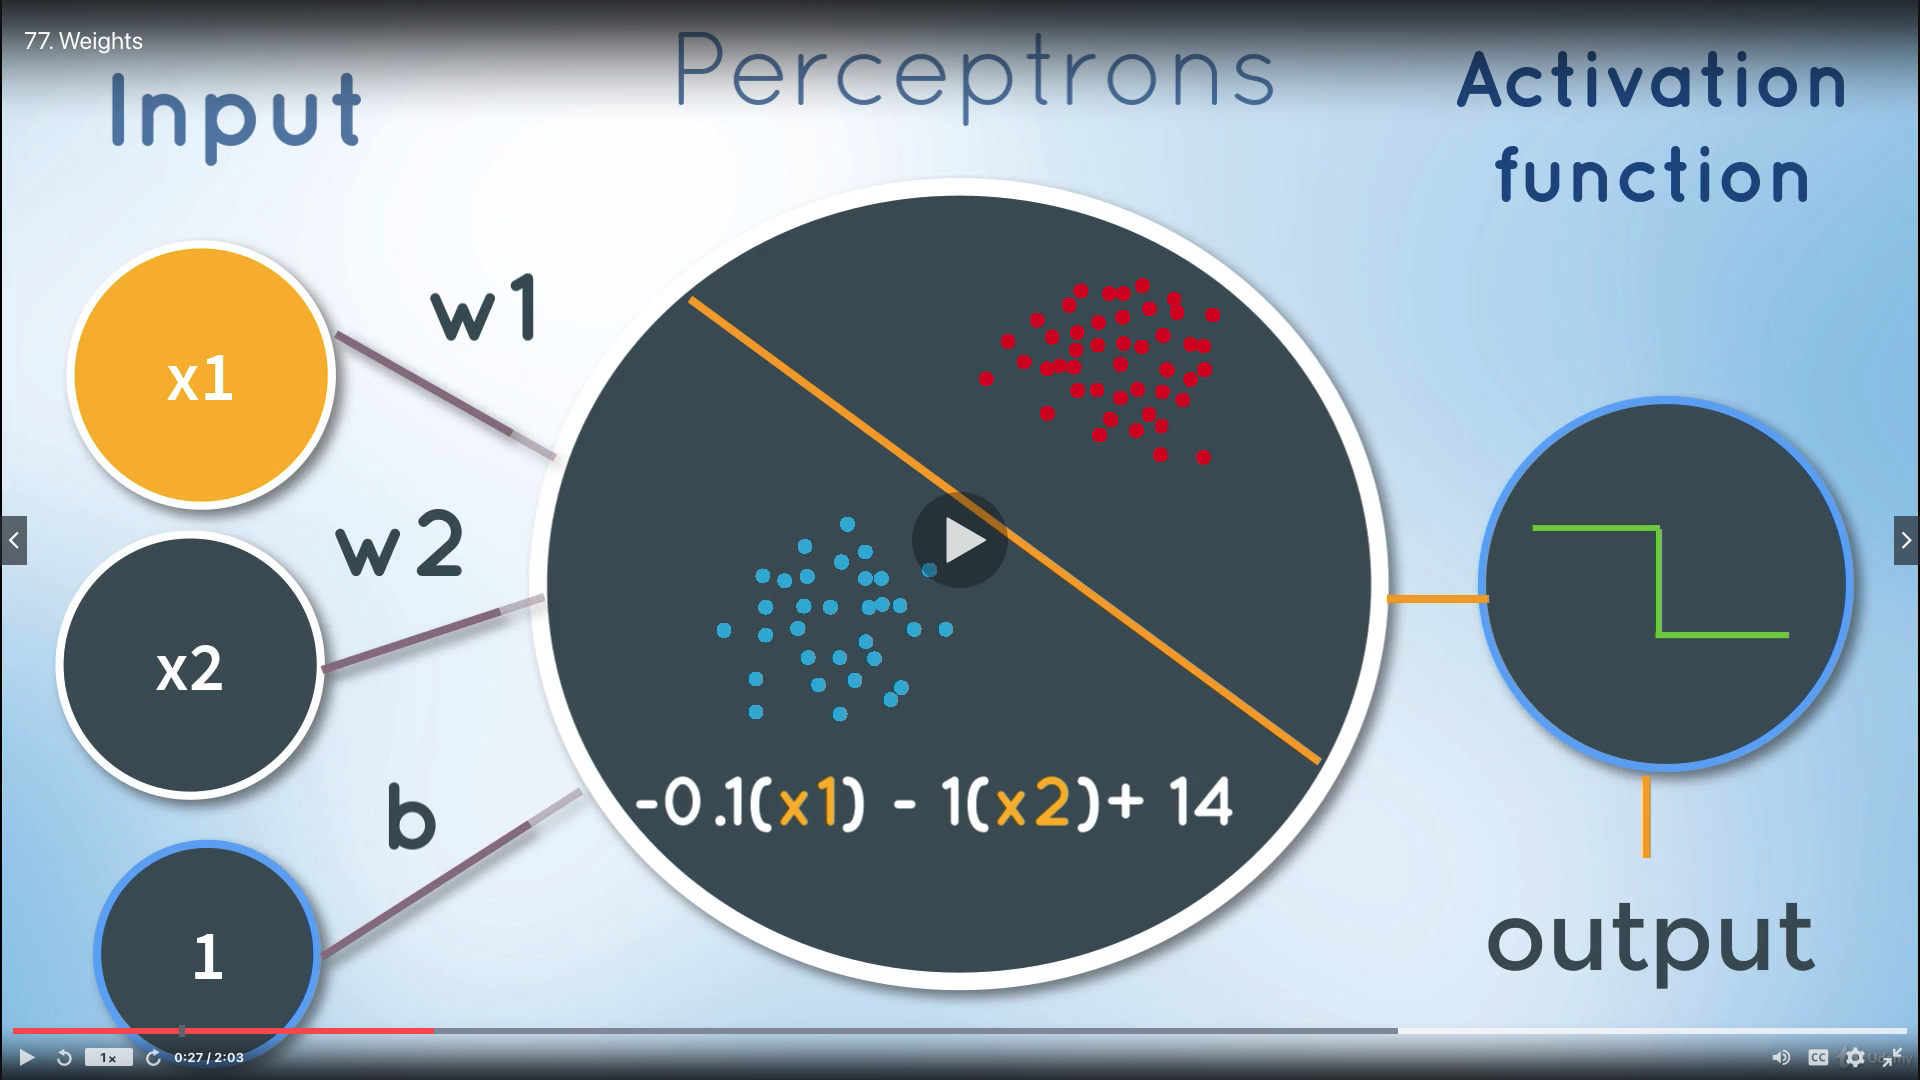 77. Weights
Perceptrons
Input
Activation
function
w1
x1
w2
x2
b
-0.1(x1) - 1(x2)+ 14
1
output
1x
0:27 / 2:03
CC
Udemy